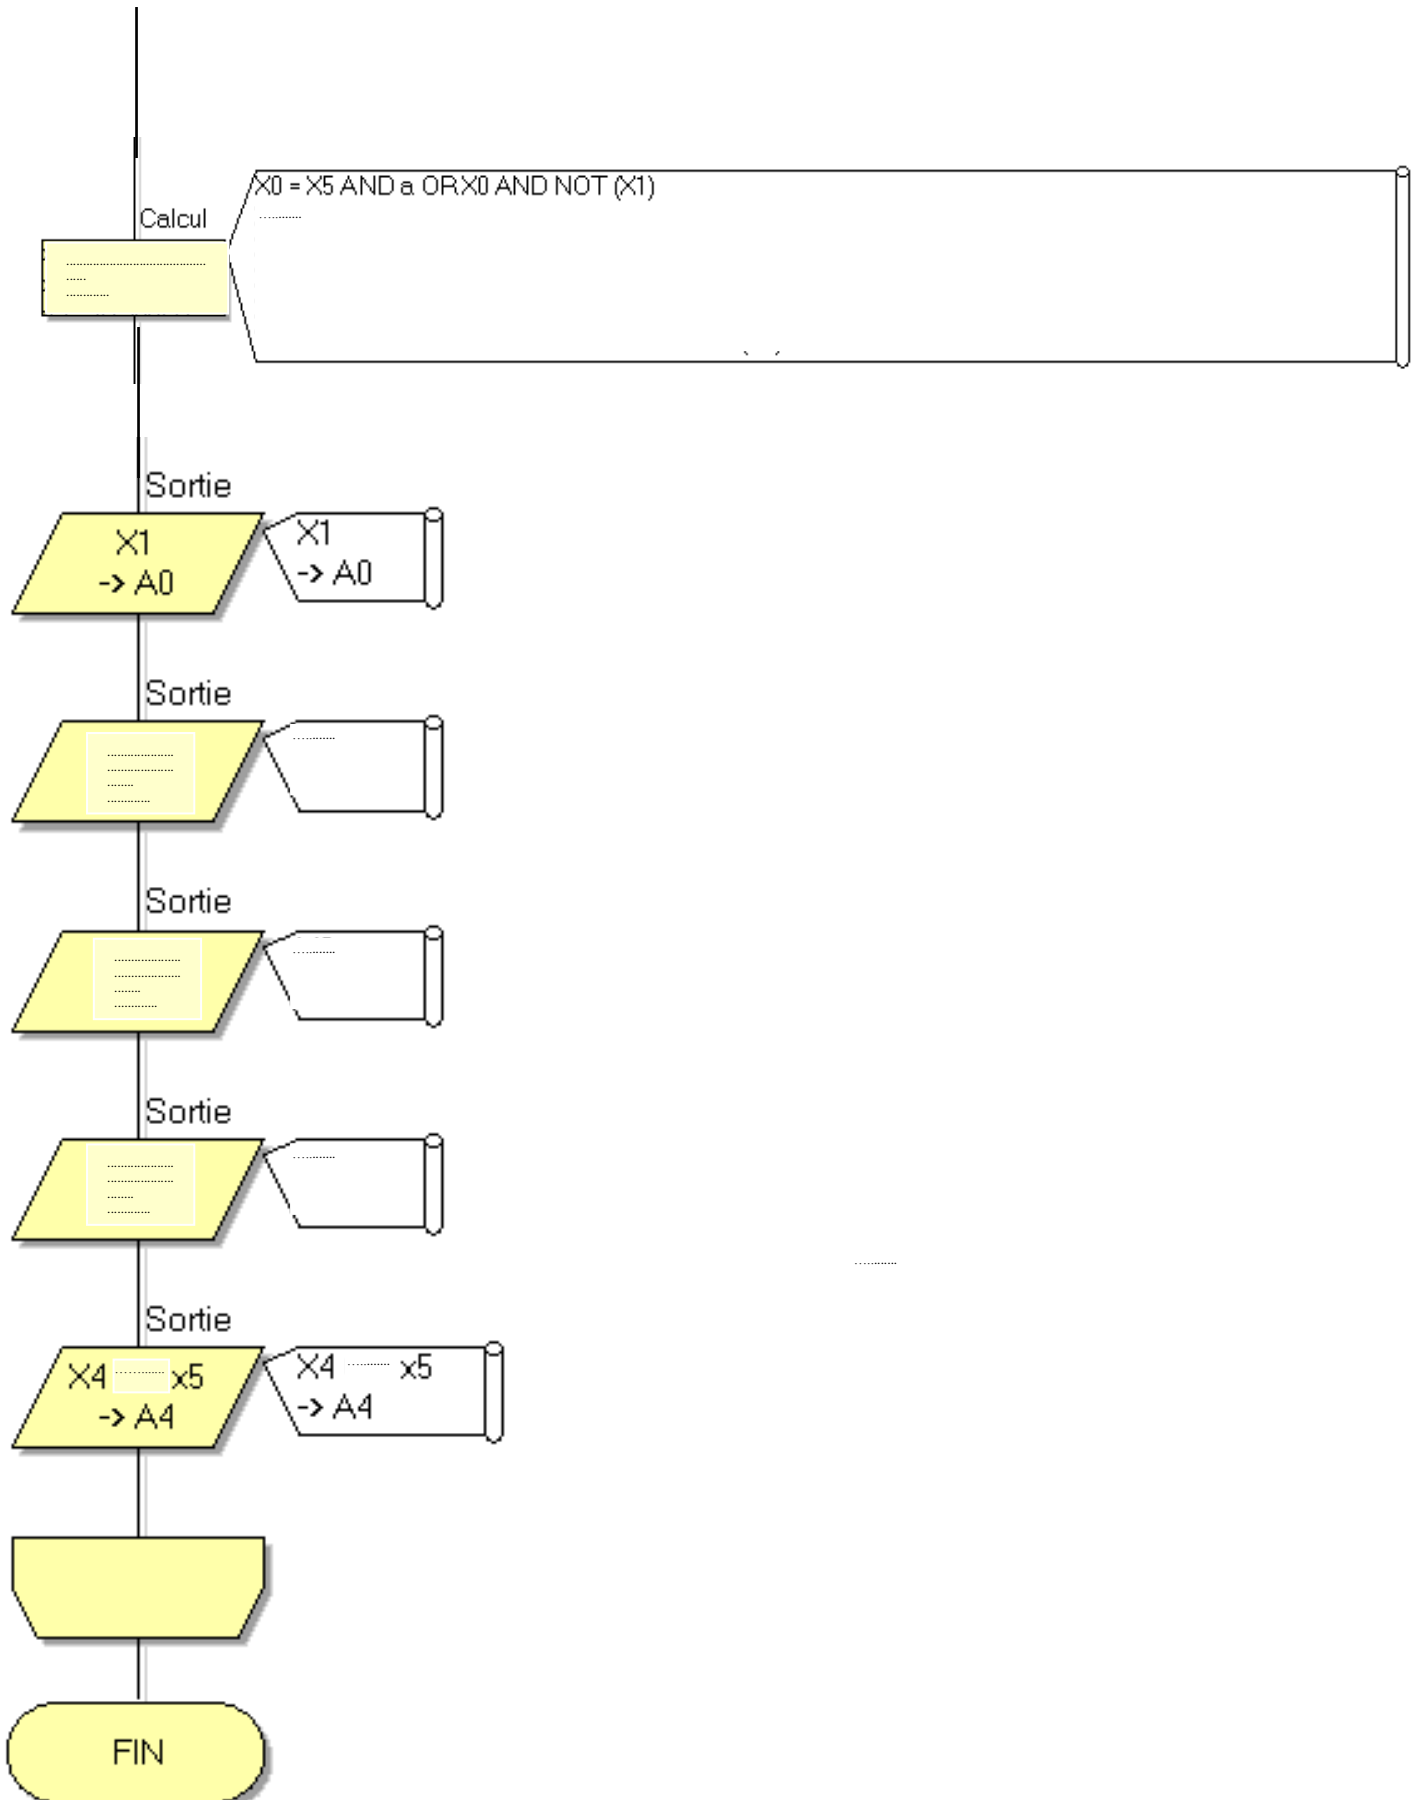 X0 = X5 AND a OR X0 AND NOT (X1)
Calcul
Sortie
X1
-> A0
X1
-> A0
Sortie
Sortie
Sortie
Sortie
X4 .......... x5
-> A4
X4 ......... x5
-> A4
FIN